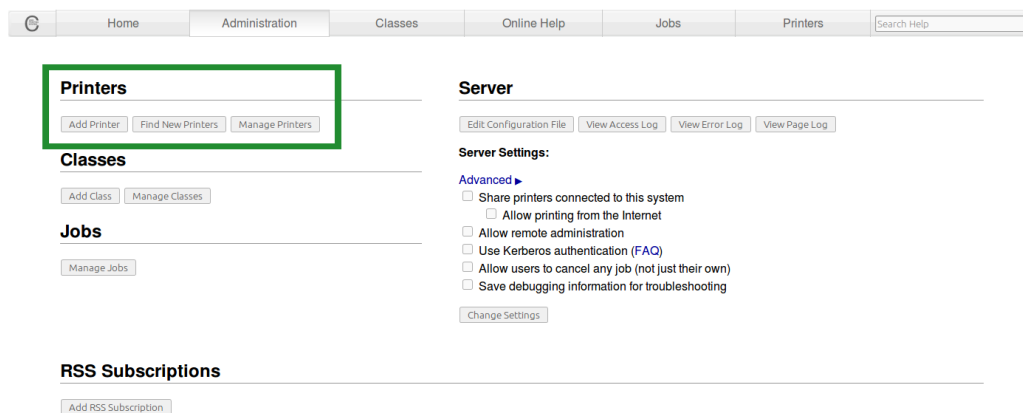 Home Administration Classes Online Help Jobs Printers Search Help
Printers
Add Printer Find New Printers Manage Printers
Classes
Add Class Manage Classes
Jobs
Manage Jobs
Server
Edit Configuration File View Access Log View Error Log View Page Log
Server Settings:
Advanced ▶
Share printers connected to this system
Allow printing from the Internet
Allow remote administration
Use Kerberos authentication (FAQ)
Allow users to cancel any job (not just their own)
Save debugging information for troubleshooting
Change Settings
RSS Subscriptions
Add RSS Subscription